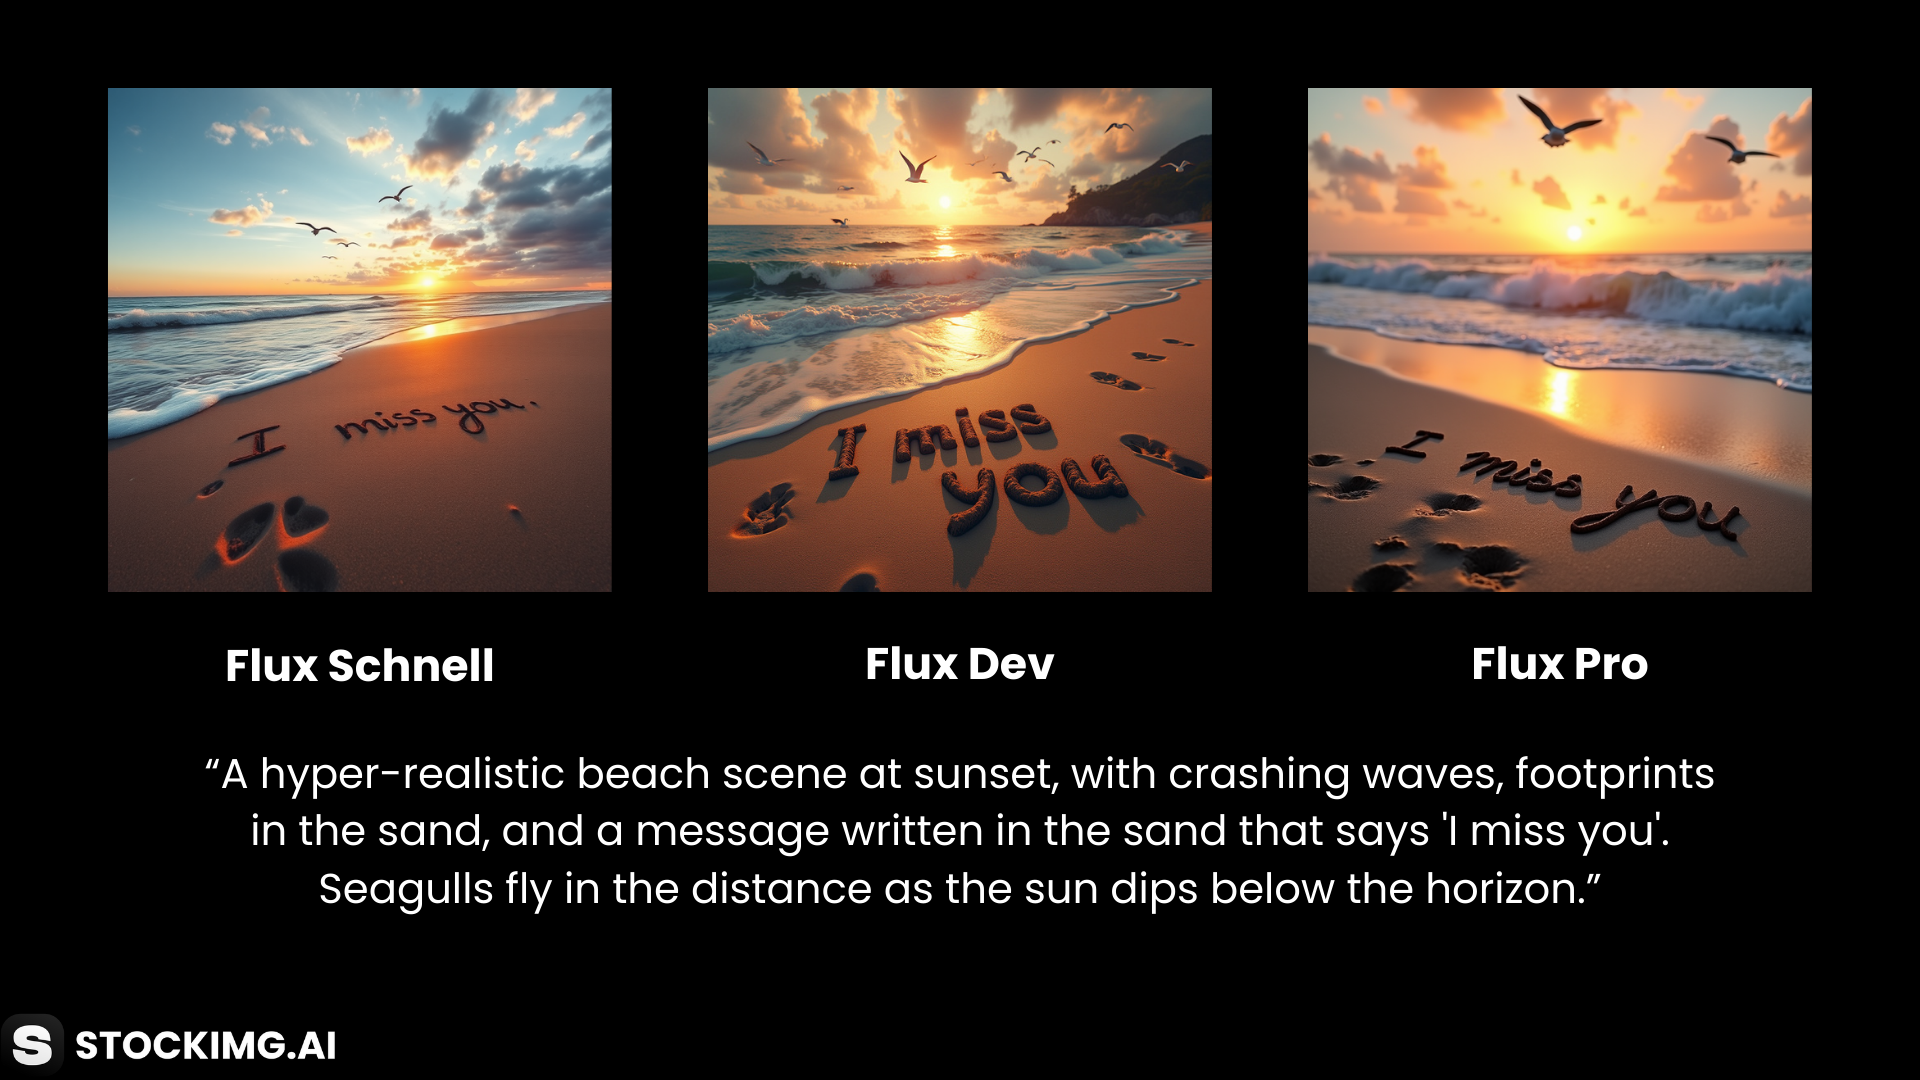 I miss you.
I miss
you
I miss you
Flux Schnell
Flux Dev
Flux Pro
“A hyper-realistic beach scene at sunset, with crashing waves, footprints
in the sand, and a message written in the sand that says 'I miss you'.
Seagulls fly in the distance as the sun dips below the horizon.”
S STOCKIMG.AI